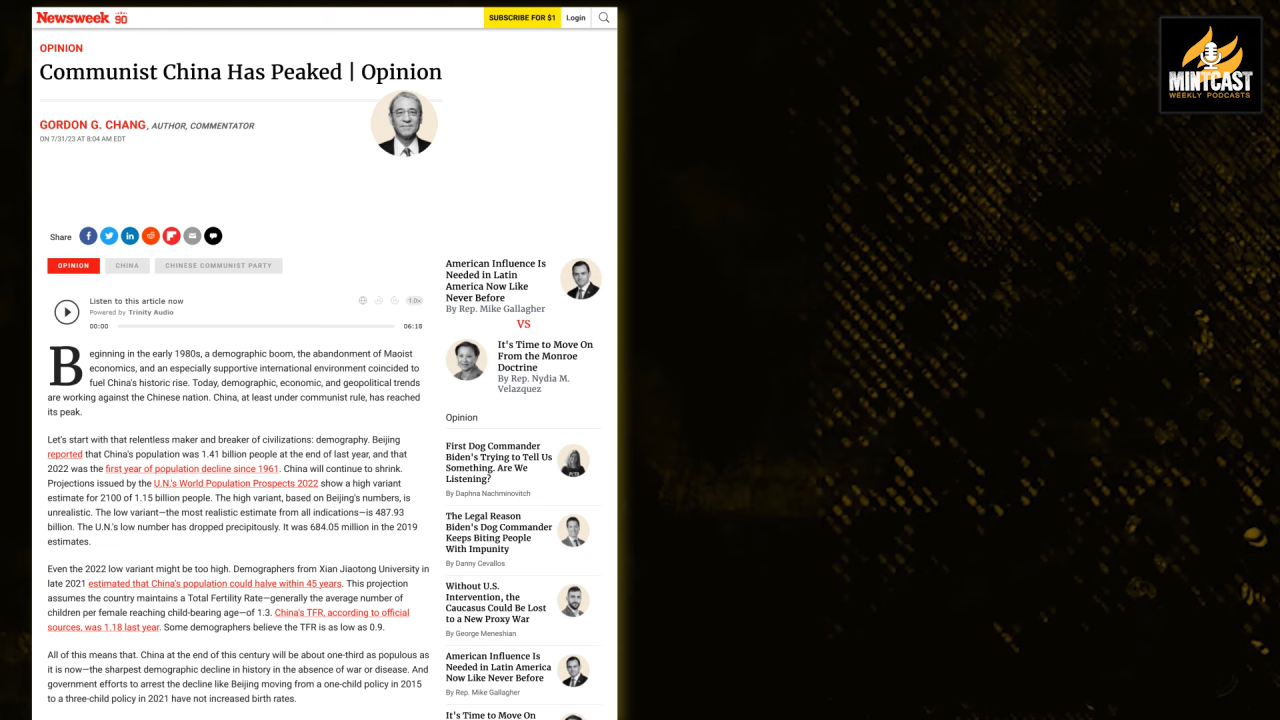 Newsweek 90
SUBSCRIBE FOR $1 Login
OPINION
Communist China Has Peaked | Opinion
GORDON G. CHANG, AUTHOR, COMMENTATOR
ON 7/31/23 AT 8:04 AM EDT
Share
OPINION CHINA CHINESE COMMUNIST PARTY
Listen to this article now
Powered by Trinity Audio
1.0x
00:00 06:18
Beginning in the early 1980s, a demographic boom, the abandonment of Maoist
economics, and an especially supportive international environment coincided to
fuel China's historic rise. Today, demographic, economic, and geopolitical trends
are working against the Chinese nation. China, at least under communist rule, has reached
its peak.
Let's start with that relentless maker and breaker of civilizations: demography. Beijing
reported that China's population was 1.41 billion people at the end of last year, and that
2022 was the first year of population decline since 1961. China will continue to shrink.
Projections issued by the U.N.'s World Population Prospects 2022 show a high variant
estimate for 2100 of 1.15 billion people. The high variant, based on Beijing's numbers, is
unrealistic. The low variant—the most realistic estimate from all indications—is 487.93
billion. The U.N.'s low number has dropped precipitously. It was 684.05 million in the 2019
estimates.
Even the 2022 low variant might be too high. Demographers from Xian Jiaotong University in
late 2021 estimated that China's population could halve within 45 years. This projection
assumes the country maintains a Total Fertility Rate—generally the average number of
children per female reaching child-bearing age—of 1.3. China's TFR, according to official
sources, was 1.18 last year. Some demographers believe the TFR is as low as 0.9.
All of this means that. China at the end of this century will be about one-third as populous as
it is now—the sharpest demographic decline in history in the absence of war or disease. And
government efforts to arrest the decline like Beijing moving from a one-child policy in 2015
to a three-child policy in 2021 have not increased birth rates.
American Influence Is
Needed in Latin
America Now Like
Never Before
By Rep. Mike Gallagher
VS
It's Time to Move On
From the Monroe
Doctrine
By Rep. Nydia M.
Velazquez
Opinion
First Dog Commander
Biden's Trying to Tell Us
Something. Are We
Listening?
By Daphna Nachminovitch
The Legal Reason
Biden's Dog Commander
Keeps Biting People
With Impunity
By Danny Cevallos
Without U.S.
Intervention, the
Caucasus Could Be Lost
to a New Proxy War
By George Meneshian
American Influence Is
Needed in Latin America
Now Like Never Before
By Rep. Mike Gallagher
It's Time to Move On
MINTCAST
WEEKLY PODCASTS